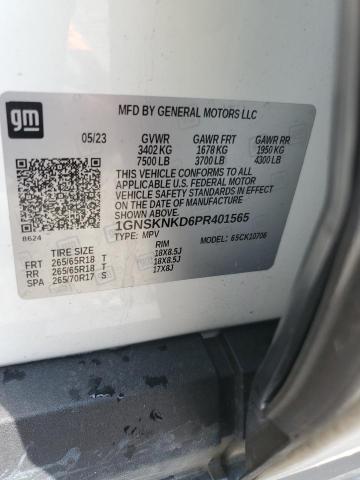 gm
MFD BY GENERAL MOTORS LLC
05/23 GVWR GAWR FRT GAWR RR
3402 KG 1678 KG 1950 KG
7500 LB 3700 LB 4300 LB
THIS VEHICLE CONFORMS TO ALL
APPLICABLE U.S. FEDERAL MOTOR
VEHICLE SAFETY STANDARDS IN
EFFECT ON THE DATE OF
MANUFACTURE SHOWN ABOVE.
1GNSKNKD6PR401565
TYPE: MPV MODEL: 65CK10706
8624
TIRE SIZE RIM
FRT 265/65R18 T 18X8.5J
RR 265/65R18 T 18X8.5J
SPA 265/70R17 S 17X8J